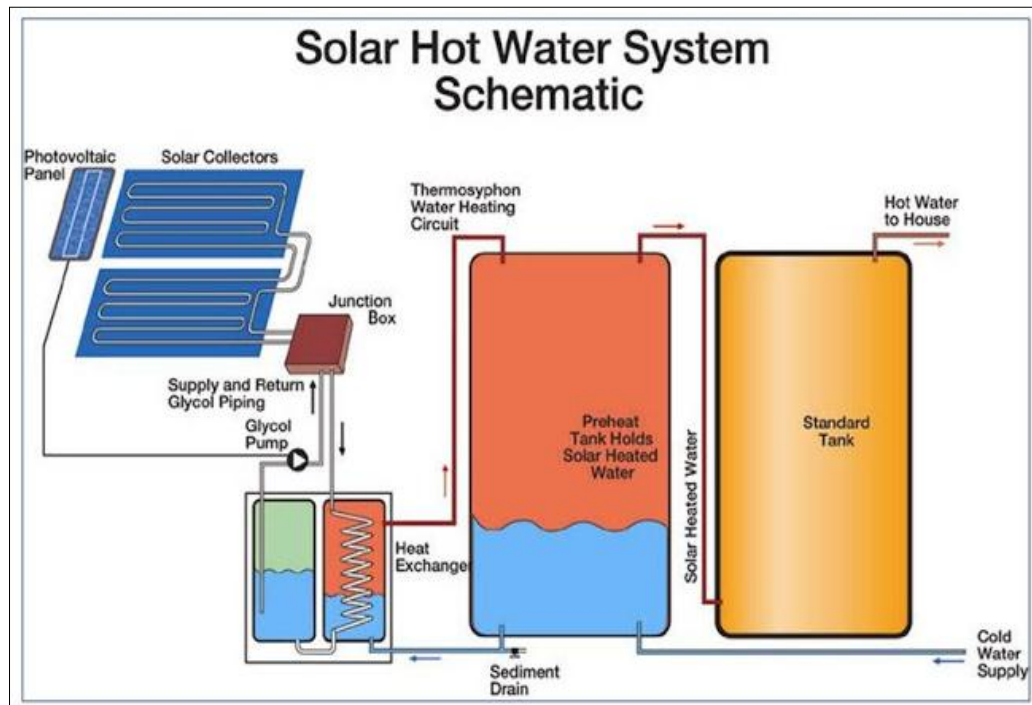 Solar Hot Water System
Schematic
Photovoltaic
Panel
Solar Collectors
Thermosyphon
Water Heating
Circuit
Hot Water
to House
Junction
Box
Supply and Return
Glycol Piping
Glycol
Pump
Preheat
Tank Holds
Solar Heated
Water
Standard
Tank
Solar Heated Water
Heat
Exchanger
Sediment
Drain
Cold
Water
Supply